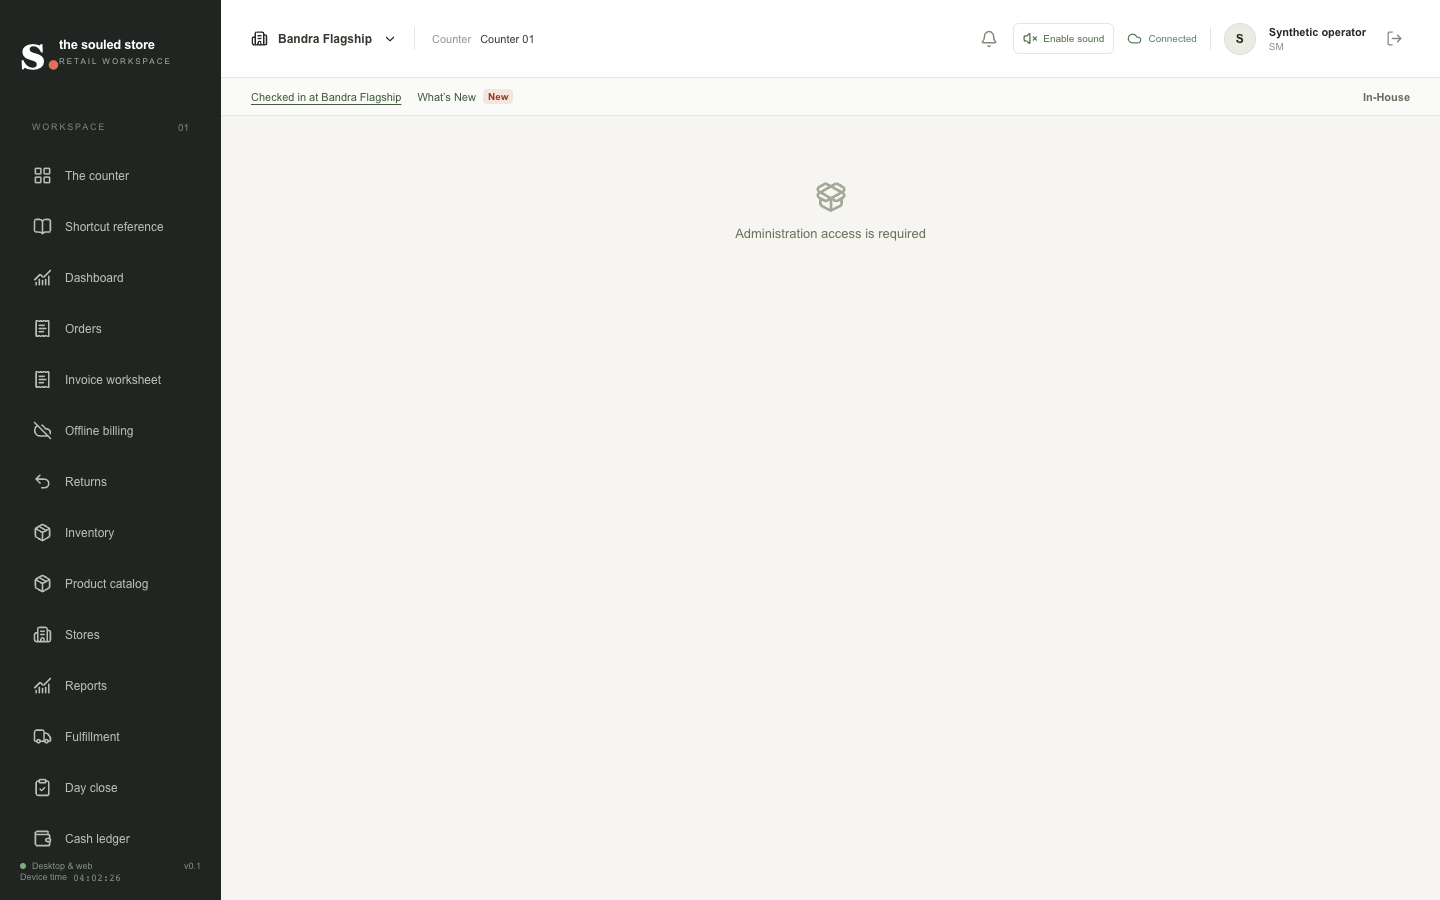 s.
the souled store
RETAIL WORKSPACE
WORKSPACE 01
The counter
Shortcut reference
Dashboard
Orders
Invoice worksheet
Offline billing
Returns
Inventory
Product catalog
Stores
Reports
Fulfillment
Day close
Cash ledger
Desktop & web v0.1
Device time 04:02:26
Bandra Flagship Counter Counter 01
Enable sound Connected S Synthetic operator
SM
Checked in at Bandra Flagship What's New New In-House
Administration access is required